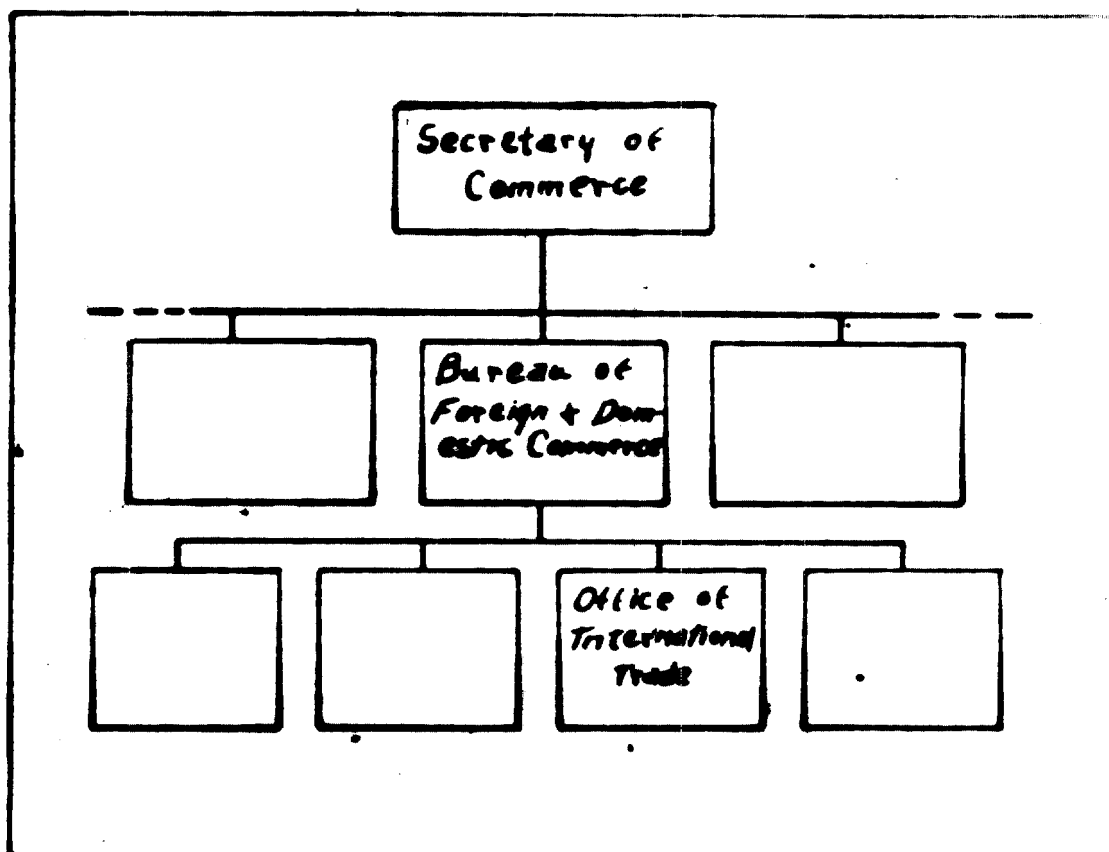 Secretary of
Commerce
Bureau of
Foreign + Dom-
estic Commerce
Office of
International
Trade